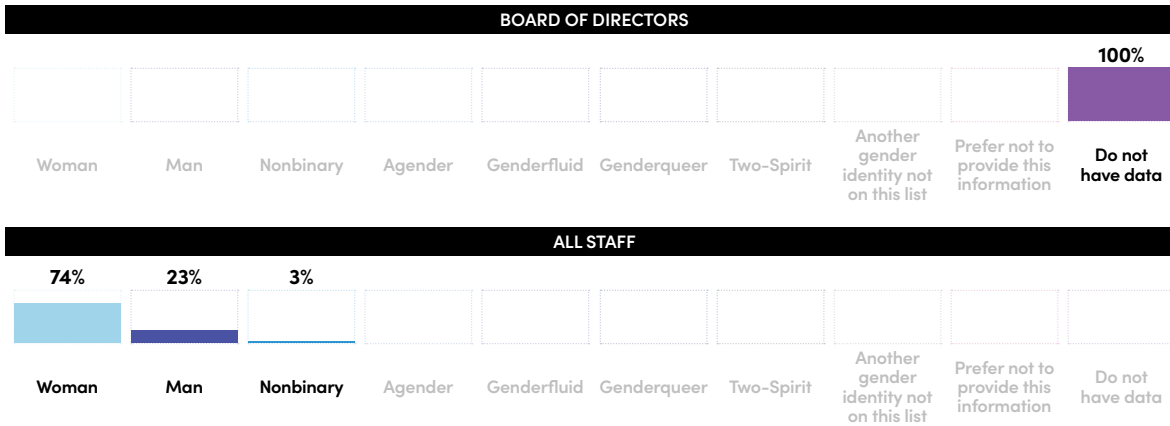 BOARD OF DIRECTORS
100%
Woman
Man
Nonbinary
Agender
Genderfluid
Genderqueer
Two-Spirit
Another
gender
identity not
on this list
Prefer not to
provide this
information
Do not
have data
ALL STAFF
74%
23%
3%
Woman
Man
Nonbinary
Agender
Genderfluid
Genderqueer
Two-Spirit
Another
gender
identity not
on this list
Prefer not to
provide this
information
Do not
have data